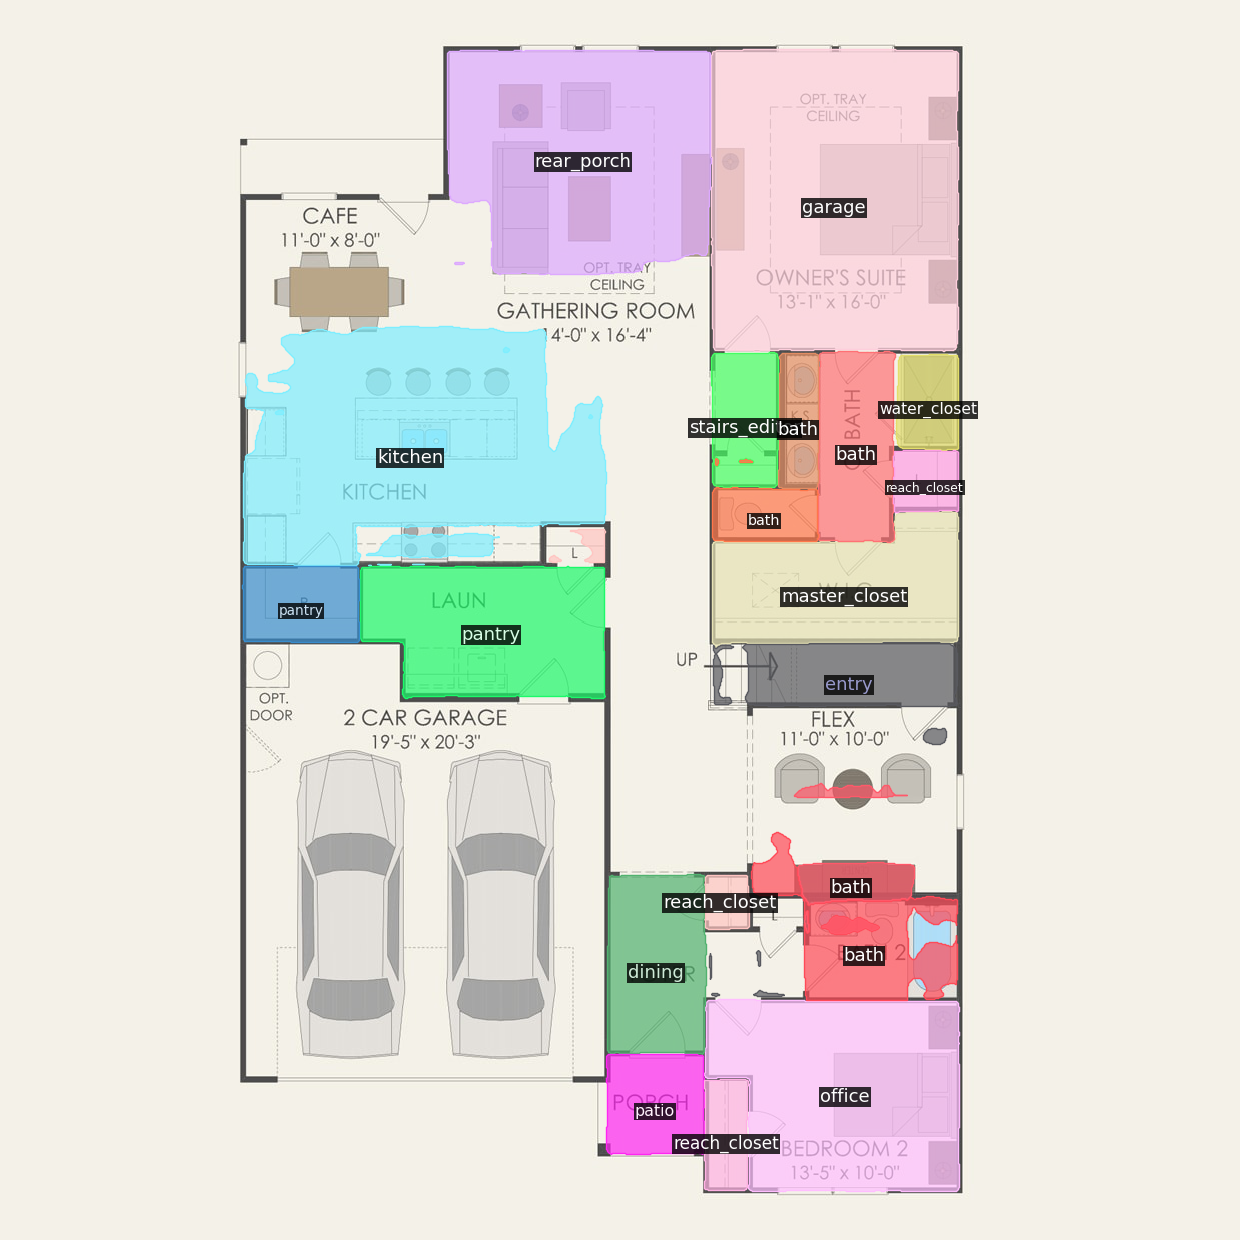 OPT. TRAY
CEILING
rear_porch
garage
CAFE
11'-0" x 8'-0"
OPT. TRAY
CEILING
OWNER'S SUITE
13'-1" x 16'-0"
GATHERING ROOM
14'-0" x 16'-4"
water_closet
stairs_edi
bath
BATH
bath
kitchen
KITCHEN
reach_closet
bath
L
pantry
LAUN
pantry
master_closet
UP
entry
OPT.
DOOR
2 CAR GARAGE
19'-5" x 20'-3"
FLEX
11'-0" x 10'-0"
bath
reach_closet
L
bath
2
dining
R
PORCH
patio
office
reach_closet
BEDROOM 2
13'-5" x 10'-0"